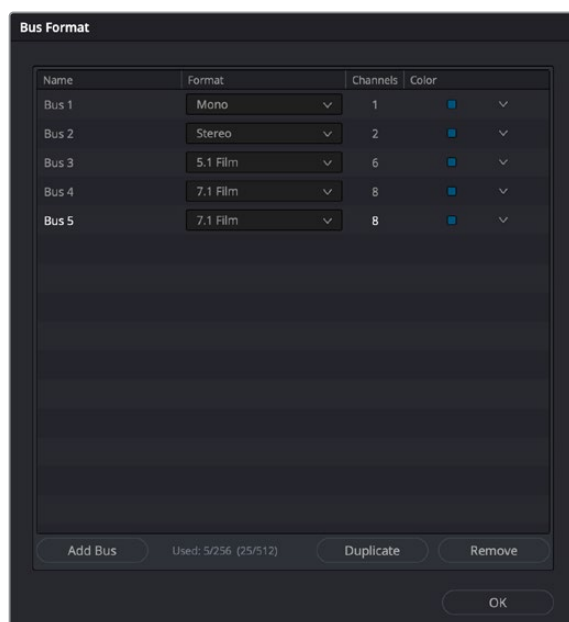 Bus Format
Name Format Channels Color
Bus 1 Mono 1
Bus 2 Stereo 2
Bus 3 5.1 Film 6
Bus 4 7.1 Film 8
Bus 5 7.1 Film 8
Add Bus Used: 5/256 (25/512) Duplicate Remove
OK